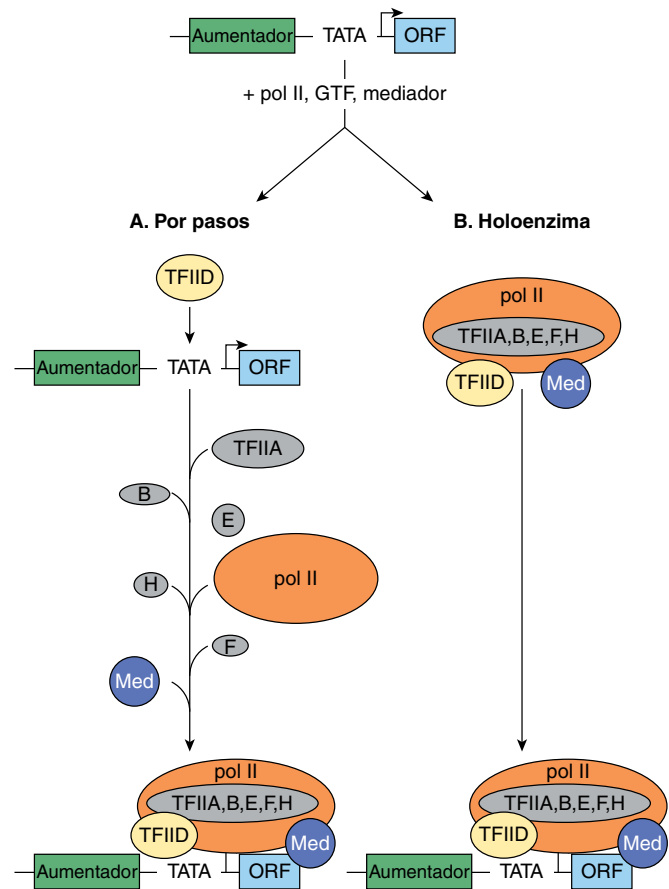 Aumentador TATA ORF
+ pol II, GTF, mediador
A. Por pasos
B. Holoenzima
TFIID
pol II
TFIIA,B,E,F,H
TFIID Med
Aumentador TATA ORF
TFIIA
B
E
H
pol II
F
Med
pol II
TFIIA,B,E,F,H
TFIID
Med
Aumentador TATA ORF
pol II
TFIIA,B,E,F,H
TFIID
Med
Aumentador TATA ORF